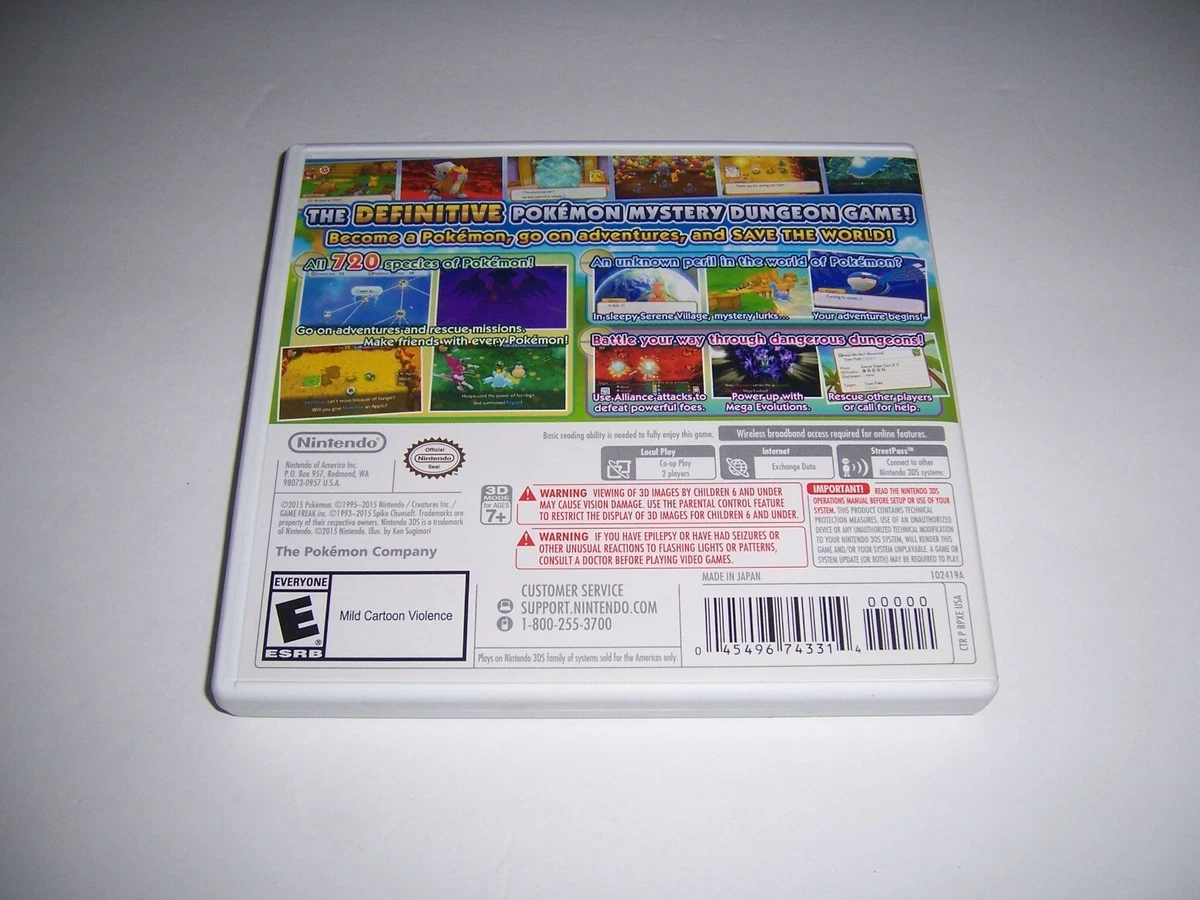 THE DEFINITIVE POKÉMON MYSTERY DUNGEON GAME!
Become a Pokémon, go on adventures, and SAVE THE WORLD!
All 720 species of Pokémon!
Go on adventures and rescue missions.
Make friends with every Pokémon!
An unknown peril in the world of Pokémon?
In sleepy Serene Village, mystery lurks...
Your adventure begins!
Battle your way through dangerous dungeons!
Use Alliance attacks to
defeat powerful foes.
Power up with
Mega Evolutions.
Rescue other players
or call for help.
Nintendo®
Nintendo of America Inc.
P.O. Box 957, Redmond, WA
98073-0957 U.S.A.
Official
Nintendo
Seal
Basic reading ability is needed to fully enjoy this game.
Wireless broadband access required for online features.
Local Play
Co-op Play
2 players
Internet
Exchange Data
StreetPass™
Connect to other
Nintendo 3DS systems
©2015 Pokémon. ©1995–2015 Nintendo / Creatures Inc. /
GAME FREAK inc. ©1993–2015 Spike Chunsoft. Trademarks are
property of their respective owners. Nintendo 3DS is a trademark
of Nintendo. ©2015 Nintendo. Illus. by Ken Sugimori
The Pokémon Company
3D
MODE
for AGES
7+
WARNING VIEWING OF 3D IMAGES BY CHILDREN 6 AND UNDER
MAY CAUSE VISION DAMAGE. USE THE PARENTAL CONTROL FEATURE
TO RESTRICT THE DISPLAY OF 3D IMAGES FOR CHILDREN 6 AND UNDER.
WARNING IF YOU HAVE EPILEPSY OR HAVE HAD SEIZURES OR
OTHER UNUSUAL REACTIONS TO FLASHING LIGHTS OR PATTERNS,
CONSULT A DOCTOR BEFORE PLAYING VIDEO GAMES.
IMPORTANT! READ THE NINTENDO 3DS
OPERATIONS MANUAL BEFORE SETUP OR USE OF YOUR
SYSTEM. THIS PRODUCT CONTAINS TECHNICAL
PROTECTION MEASURES. USE OF AN UNAUTHORIZED
DEVICE OR ANY UNAUTHORIZED TECHNICAL MODIFICATION
TO YOUR NINTENDO 3DS SYSTEM, WILL RENDER THIS
GAME AND/OR YOUR SYSTEM UNPLAYABLE. A GAME OR
SYSTEM UPDATE (OR BOTH) MAY BE REQUIRED TO PLAY.
EVERYONE
E
®
ESRB
Mild Cartoon Violence
CUSTOMER SERVICE
SUPPORT.NINTENDO.COM
1-800-255-3700
Plays on Nintendo 3DS family of systems sold for the Americas only.
MADE IN JAPAN
102419A
0 45496 74331 4
00000
CTR P BPXE USA